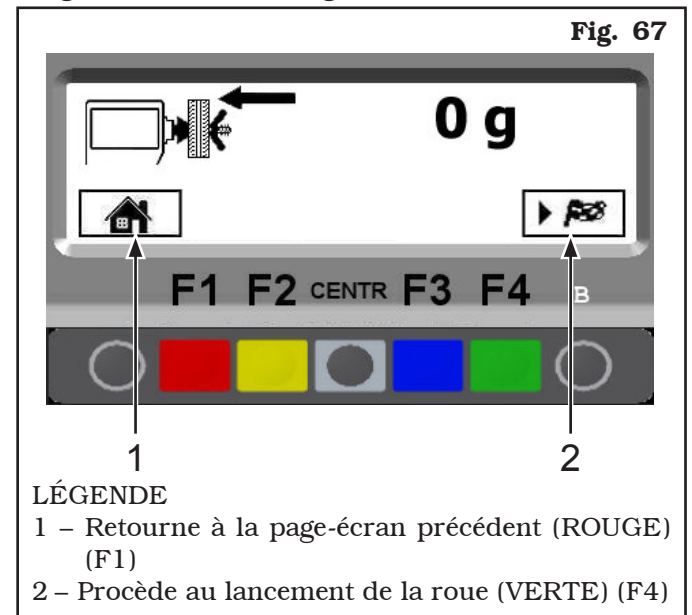 Fig. 67
0 g
F1 F2 CENTR F3 F4 B
1 2
LÉGENDE
1 – Retourne à la page-écran précédent (ROUGE)
(F1)
2 – Procède au lancement de la roue (VERTE) (F4)